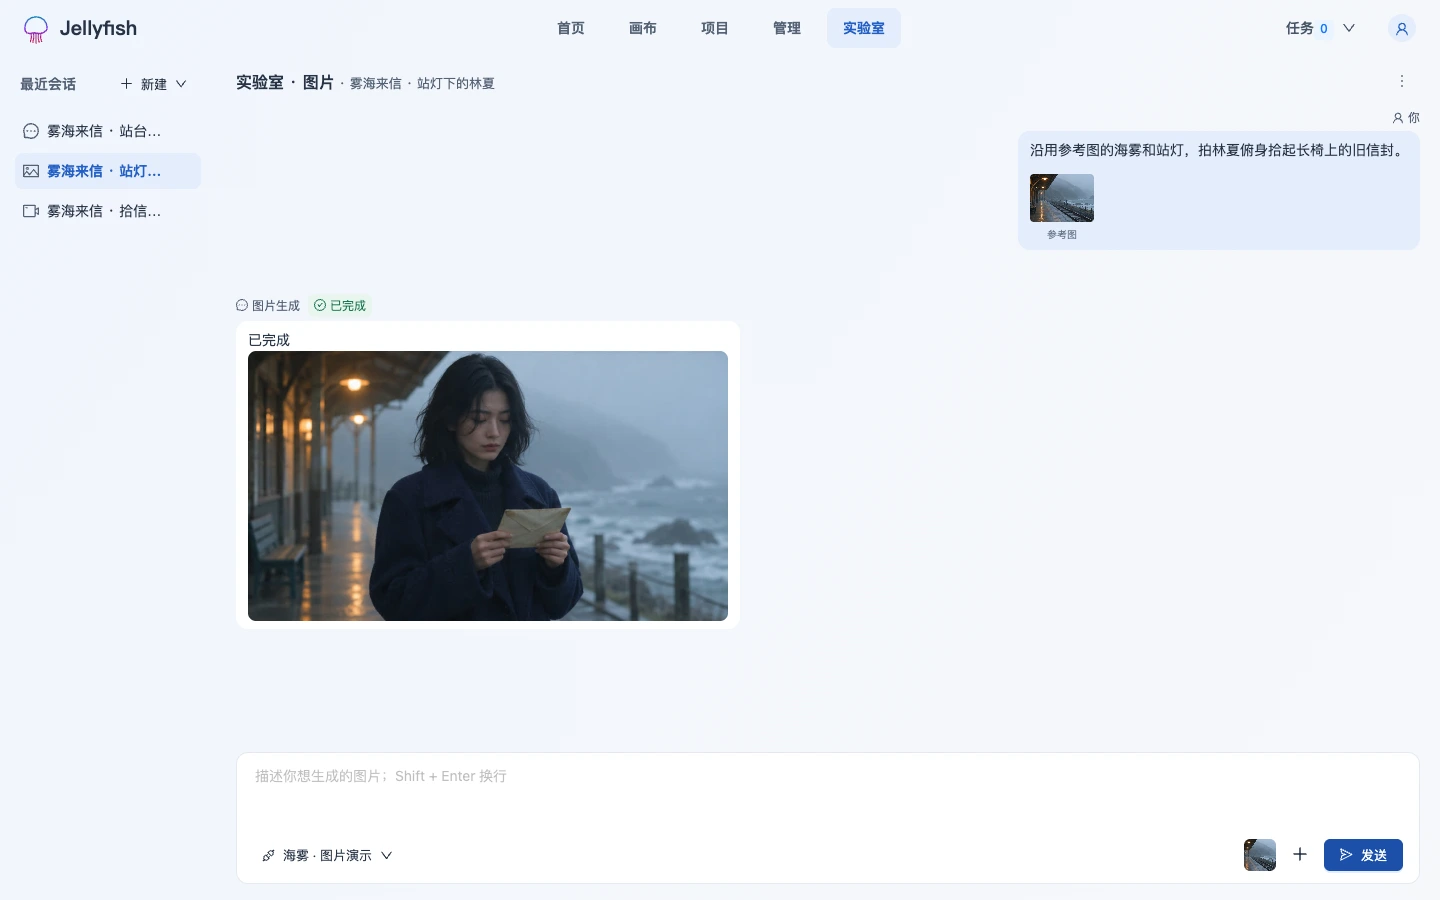 Jellyfish
首页
画布
项目
管理
实验室
任务 0
最近会话
新建
雾海来信 · 站台...
雾海来信 · 站灯...
雾海来信 · 拾信...
实验室 · 图片 · 雾海来信 · 站灯下的林夏
你
沿用参考图的海雾和站灯，拍林夏俯身拾起长椅上的旧信封。
参考图
图片生成
已完成
已完成
描述你想生成的图片；Shift + Enter 换行
海雾 · 图片演示
发送